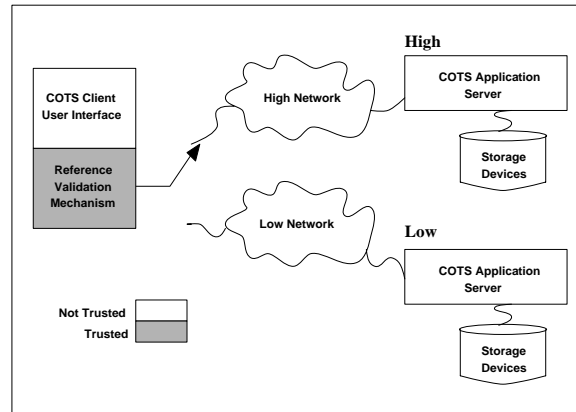 COTS Client
User Interface
Reference
Validation
Mechanism
High Network
High
COTS Application
Server
Storage
Devices
Low Network
Low
COTS Application
Server
Storage
Devices
Not Trusted
Trusted